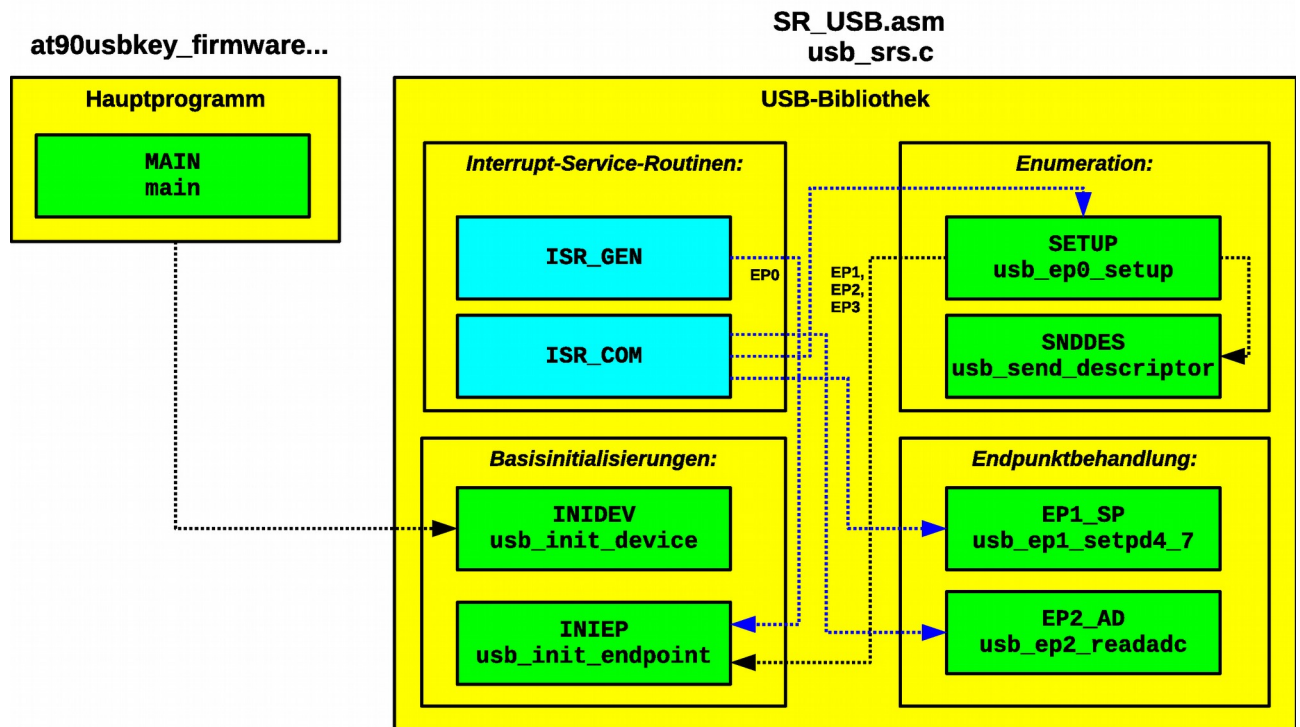 at90usbkey_firmware...
SR_USB.asm
usb_srs.c
Hauptprogramm
MAIN
main
USB-Bibliothek
Interrupt-Service-Routinen:
ISR_GEN
ISR_COM
EP0
EP1,
EP2,
EP3
Enumeration:
SETUP
usb_ep0_setup
SNDDES
usb_send_descriptor
Basisinitialisierungen:
INIDEV
usb_init_device
INIEP
usb_init_endpoint
Endpunktbehandlung:
EP1_SP
usb_ep1_setpd4_7
EP2_AD
usb_ep2_readadc